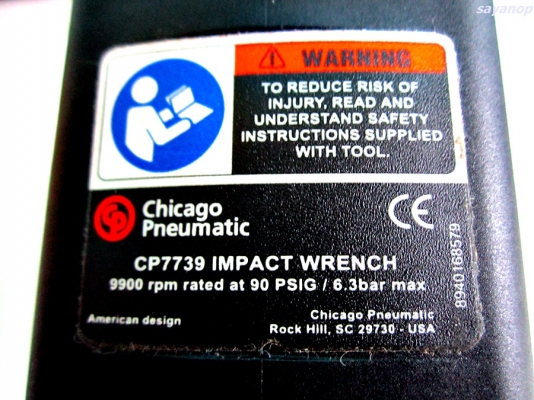 sayanop
WARNING
TO REDUCE RISK OF
INJURY, READ AND
UNDERSTAND SAFETY
INSTRUCTIONS SUPPLIED
WITH TOOL.
CP
Chicago
Pneumatic
CE
CP7739 IMPACT WRENCH
9900 rpm rated at 90 PSIG / 6.3bar max
American design
Chicago Pneumatic
Rock Hill, SC 29730 - USA
8940168579